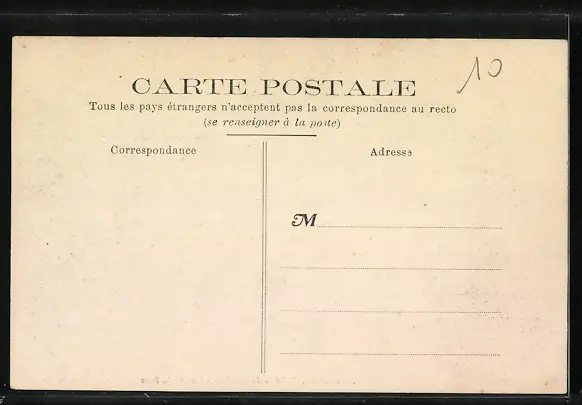 10
CARTE POSTALE
Tous les pays étrangers n'acceptent pas la correspondance au recto
(se renseigner à la poste)
Correspondance
Adresse
M